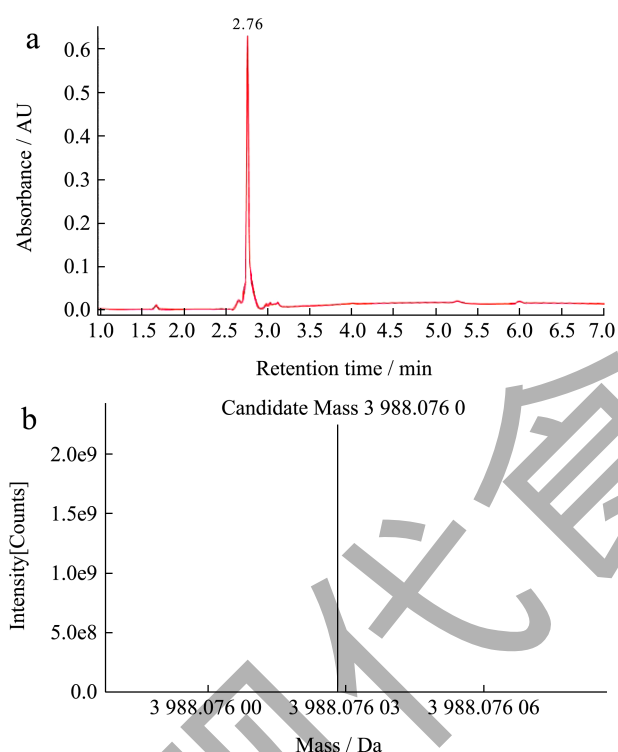 a
2.76
0.6
0.5
0.4
0.3
0.2
0.1
0.0
Absorbance / AU
1.0 1.5 2.0 2.5 3.0 3.5 4.0 4.5 5.0 5.5 6.0 6.5 7.0
Retention time / min
b
Candidate Mass 3 988.076 0
2.0e9
1.5e9
1.0e9
5.0e8
0.0
Intensity[Counts]
3 988.076 00 3 988.076 03 3 988.076 06
Mass / Da
代食